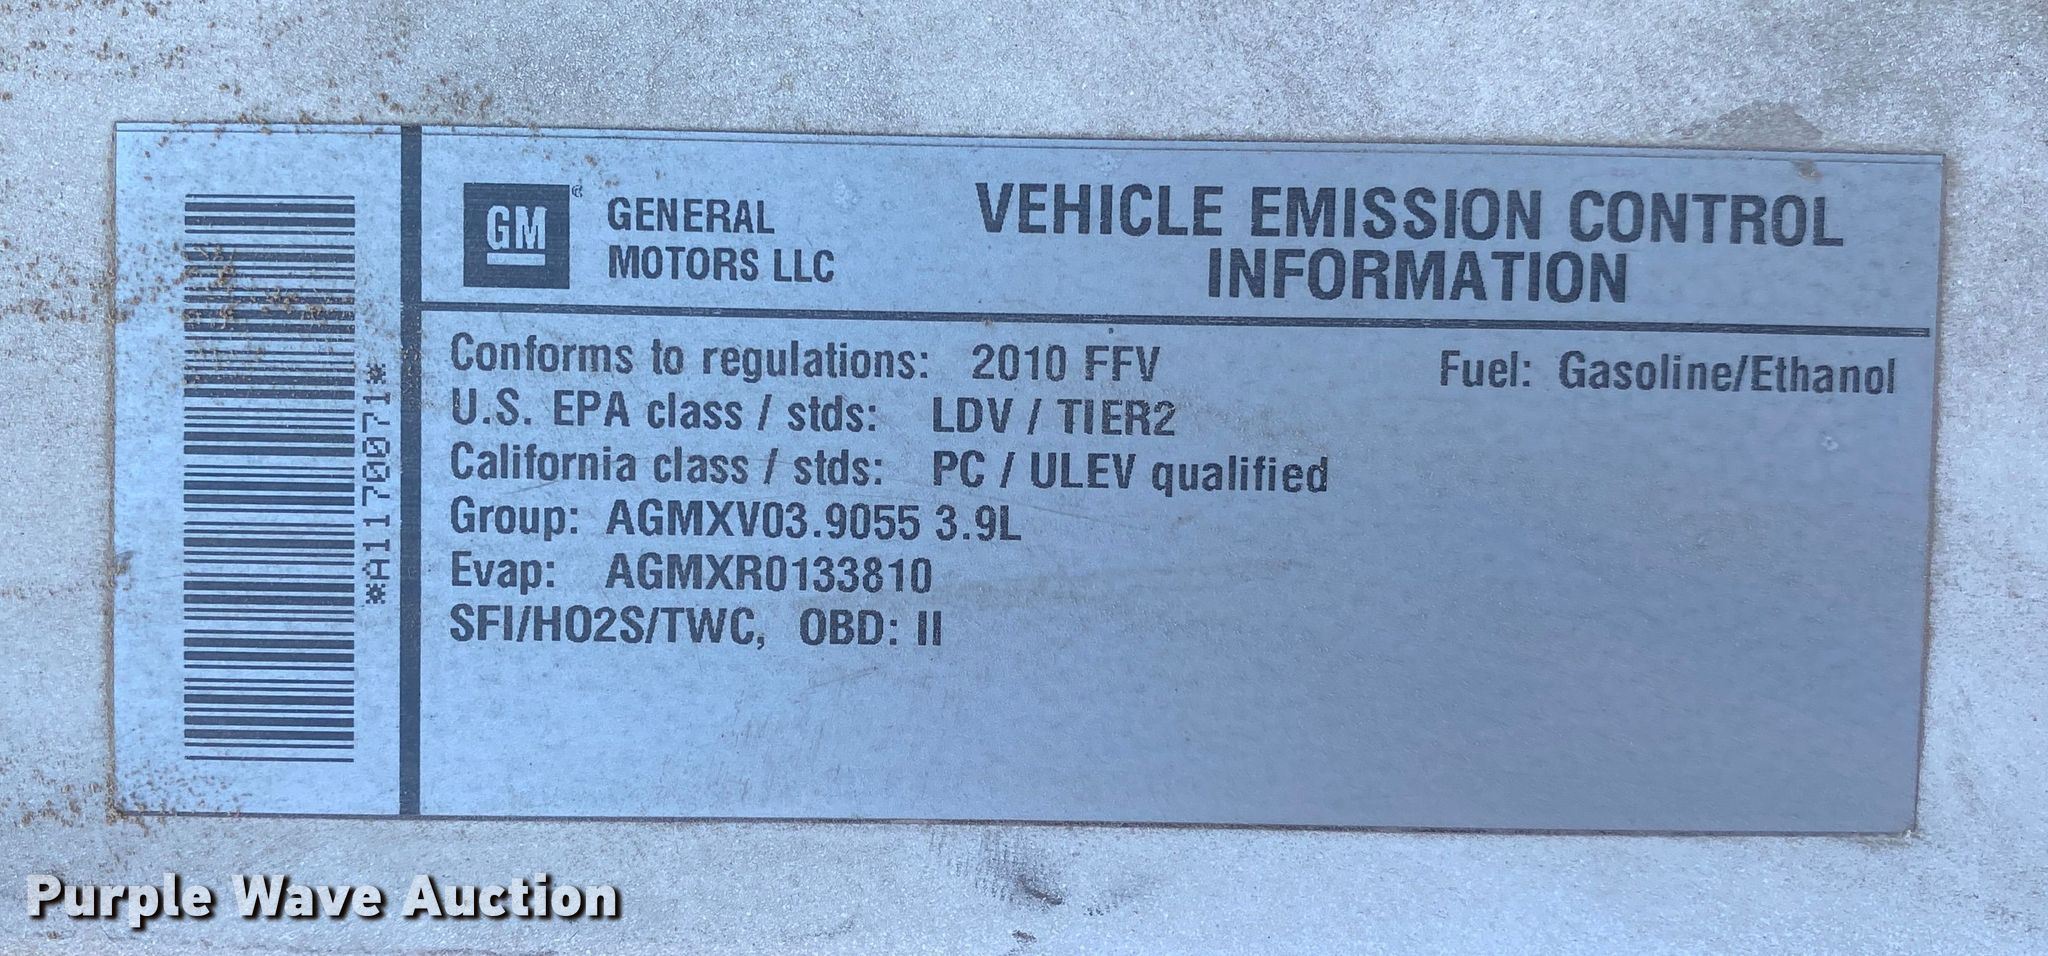 *A1170071*
GM®
GENERAL
MOTORS LLC
VEHICLE EMISSION CONTROL
INFORMATION
Conforms to regulations: 2010 FFV Fuel: Gasoline/Ethanol
U.S. EPA class / stds: LDV / TIER2
California class / stds: PC / ULEV qualified
Group: AGMXV03.9055 3.9L
Evap: AGMXR0133810
SFI/HO2S/TWC, OBD: II
Purple Wave Auction